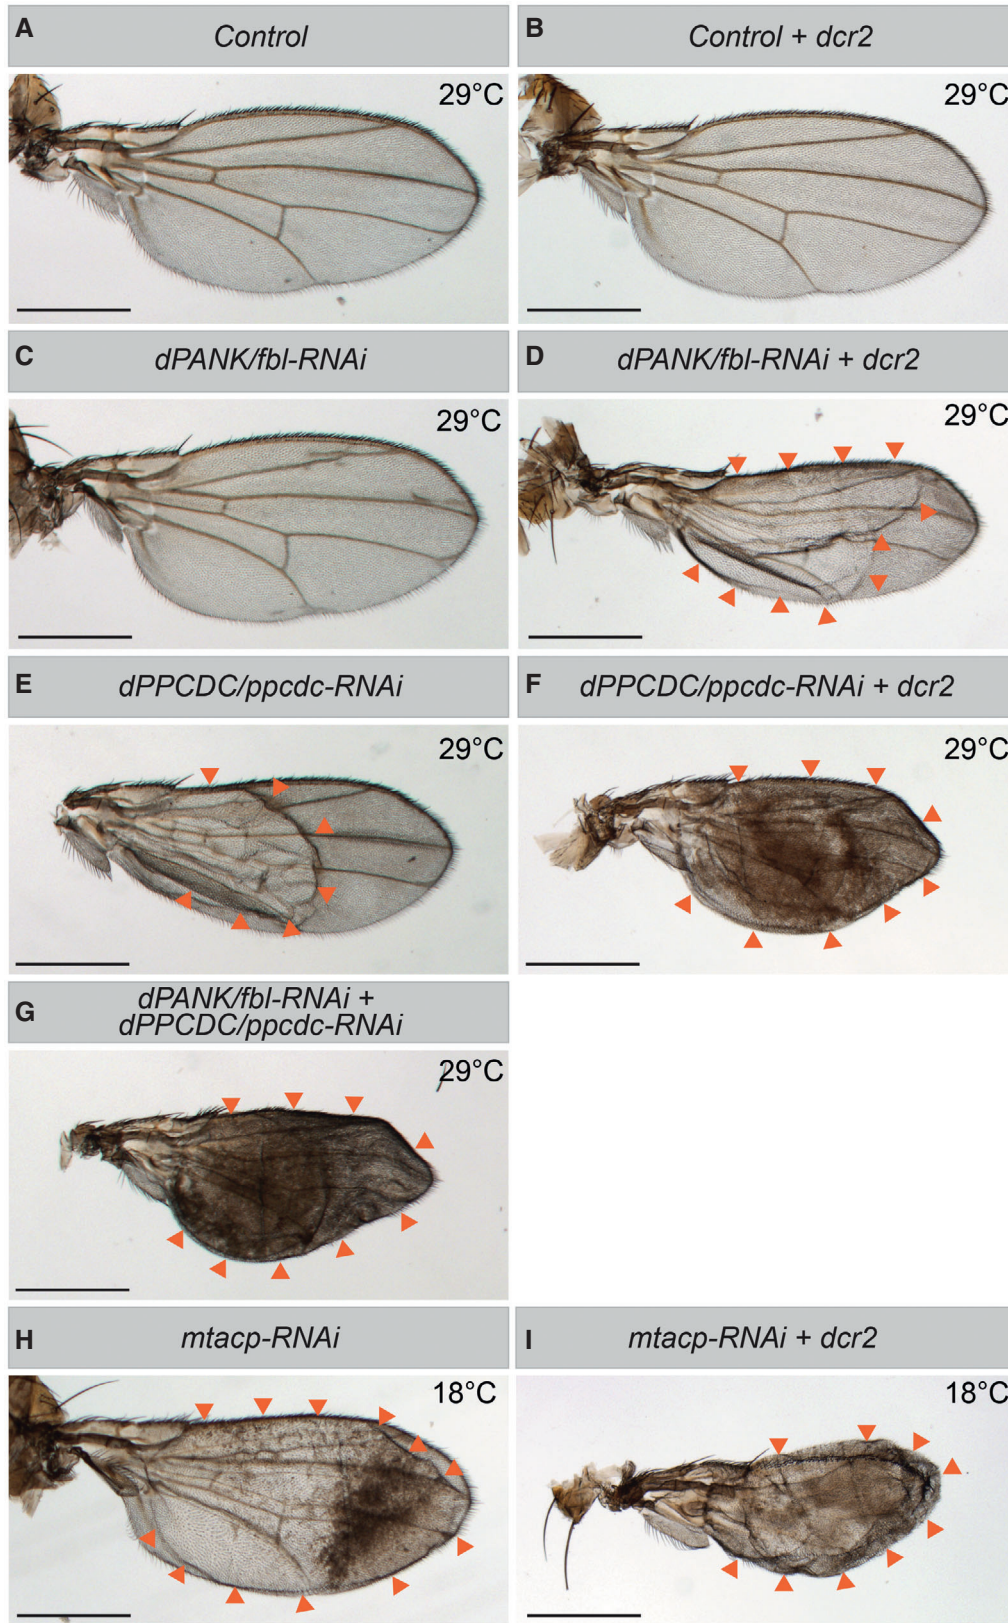 A Control
29°C
B Control + dcr2
29°C
C dPANK/fbl-RNAi
29°C
D dPANK/fbl-RNAi + dcr2
29°C
E dPPCDC/ppcdc-RNAi
29°C
F dPPCDC/ppcdc-RNAi + dcr2
29°C
G dPANK/fbl-RNAi +
dPPCDC/ppcdc-RNAi
29°C
H mtacp-RNAi
18°C
I mtacp-RNAi + dcr2
18°C